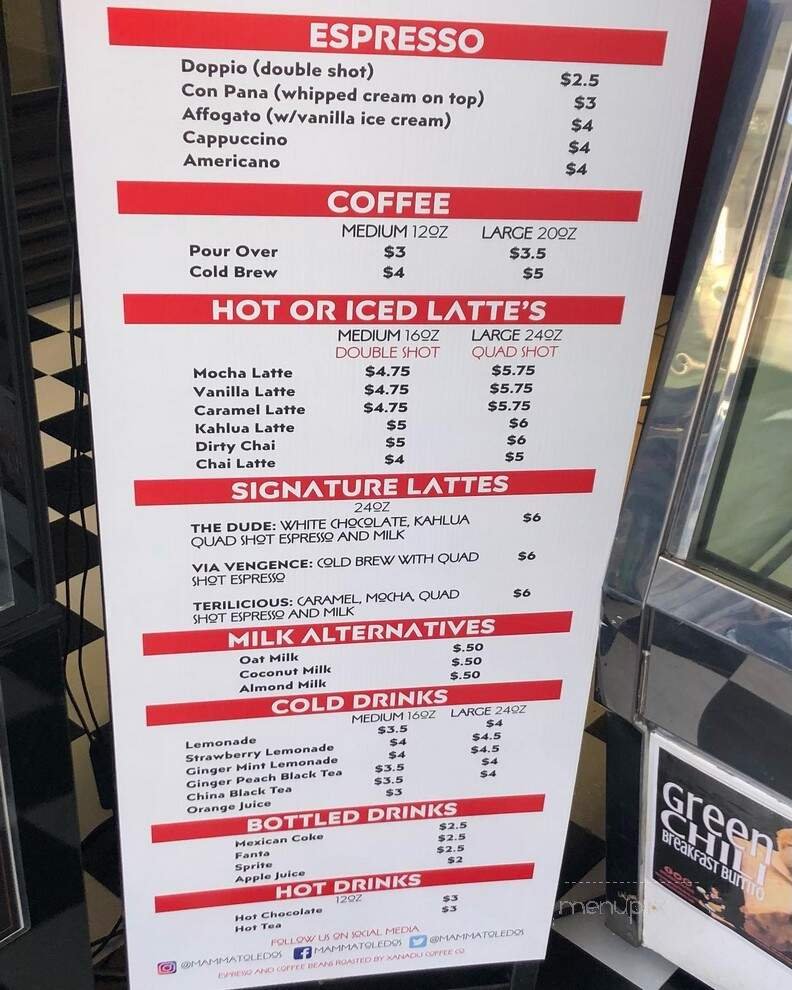 ESPRESSO
Doppio (double shot) $2.5
Con Pana (whipped cream on top) $3
Affogato (w/vanilla ice cream) $4
Cappuccino $4
Americano $4
COFFEE
MEDIUM 12OZ LARGE 20OZ
Pour Over $3 $3.5
Cold Brew $4 $5
HOT OR ICED LATTE'S
MEDIUM 16OZ LARGE 24OZ
DOUBLE SHOT QUAD SHOT
Mocha Latte $4.75 $5.75
Vanilla Latte $4.75 $5.75
Caramel Latte $4.75 $5.75
Kahlua Latte $5 $6
Dirty Chai $5 $6
Chai Latte $4 $5
SIGNATURE LATTES
24OZ
THE DUDE: WHITE CHOCOLATE, KAHLUA $6
QUAD SHOT ESPRESSO AND MILK
VIA VENGENCE: COLD BREW WITH QUAD $6
SHOT ESPRESSO
TERILICIOUS: CARAMEL, MOCHA, QUAD $6
SHOT ESPRESSO AND MILK
MILK ALTERNATIVES
Oat Milk $.50
Coconut Milk $.50
Almond Milk $.50
COLD DRINKS
MEDIUM 16OZ LARGE 24OZ
Lemonade $3.5 $4
Strawberry Lemonade $4 $4.5
Ginger Mint Lemonade $4 $4.5
Ginger Peach Black Tea $3.5 $4
China Black Tea $3.5 $4
Orange Juice $3
BOTTLED DRINKS
Mexican Coke $2.5
Fanta $2.5
Sprite $2.5
Apple Juice $2
HOT DRINKS
12OZ
Hot Chocolate $3
Hot Tea $3
FOLLOW US ON SOCIAL MEDIA
@MAMMATOLEDOS MAMMATOLEDOS @MAMMATOLEDOS
ESPRESSO AND COFFEE BEANS ROASTED BY XANADU COFFEE CO.
Green
CHILI
BreaKFaST BurriTO